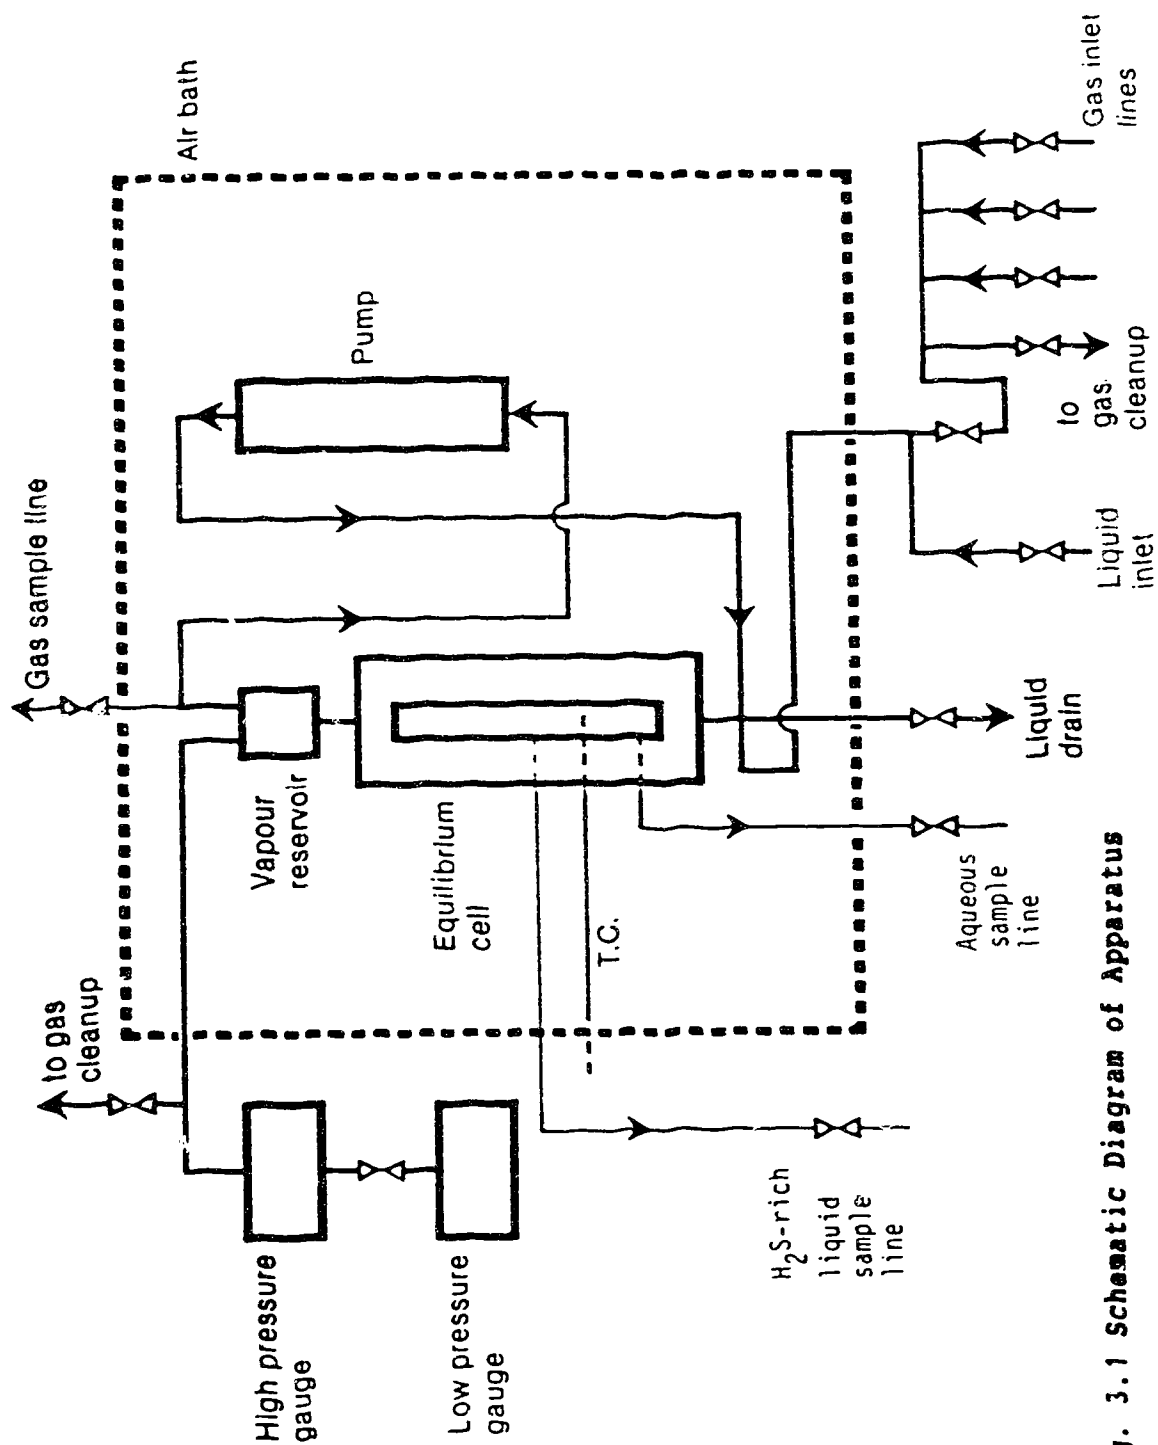 Gas sample line
to gas
cleanup
Air bath
High pressure
gauge
Vapour
reservoir
Pump
Low pressure
gauge
Equilibrium
cell
T.C.
H2S-rich
liquid
sample
line
Aqueous
sample
line
Liquid
drain
Liquid
inlet
to
gas
cleanup
Gas inlet
lines
3.1 Schematic Diagram of Apparatus